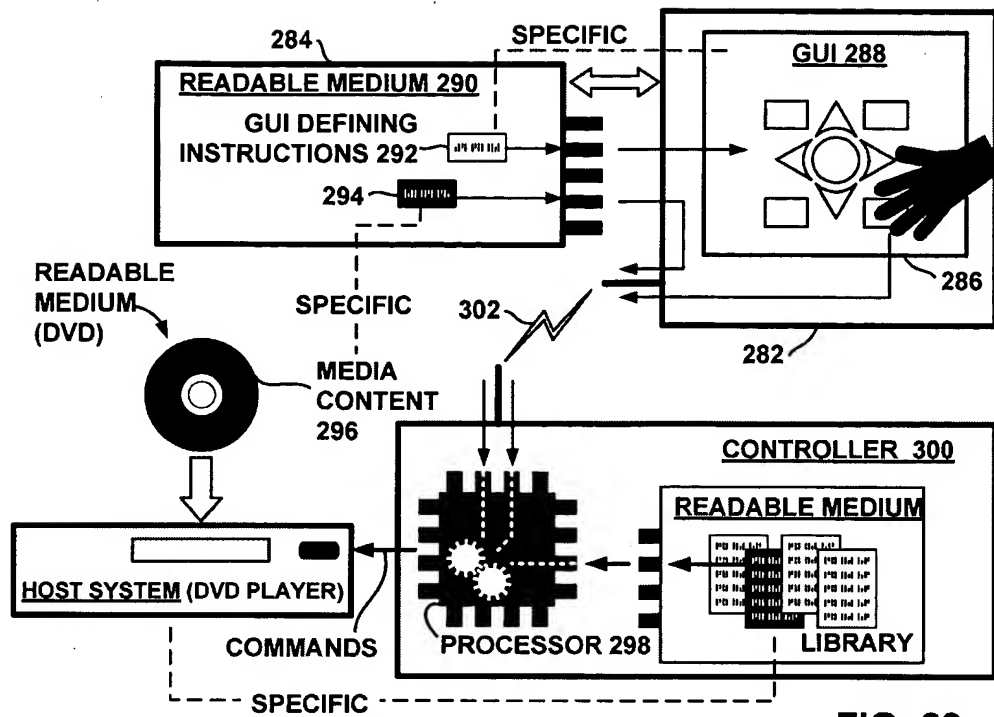 SPECIFIC
284
READABLE MEDIUM 290
GUI DEFINING
INSTRUCTIONS 292
294
GUI 288
286
282
READABLE
MEDIUM
(DVD)
SPECIFIC
302
MEDIA
CONTENT
296
CONTROLLER 300
READABLE MEDIUM
LIBRARY
HOST SYSTEM (DVD PLAYER)
COMMANDS
PROCESSOR 298
SPECIFIC